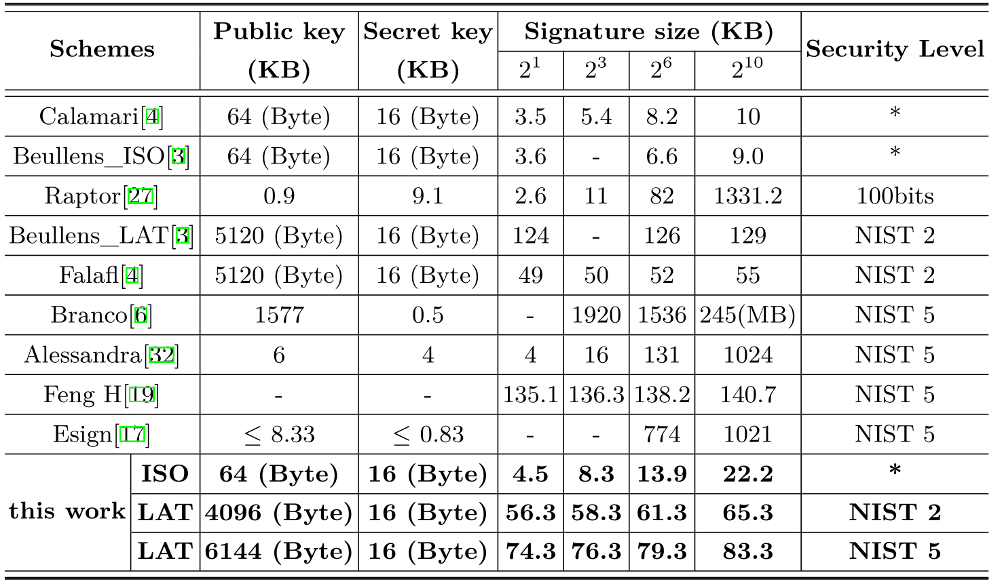 Schemes Public key (KB) Secret key (KB) Signature size (KB) Security Level
2^1 2^3 2^6 2^10
Calamari[4] 64 (Byte) 16 (Byte) 3.5 5.4 8.2 10 *
Beullens_ISO[3] 64 (Byte) 16 (Byte) 3.6 - 6.6 9.0 *
Raptor[27] 0.9 9.1 2.6 11 82 1331.2 100bits
Beullens_LAT[3] 5120 (Byte) 16 (Byte) 124 - 126 129 NIST 2
Falafl[4] 5120 (Byte) 16 (Byte) 49 50 52 55 NIST 2
Branco[6] 1577 0.5 - 1920 1536 245(MB) NIST 5
Alessandra[32] 6 4 4 16 131 1024 NIST 5
Feng H[19] - - 135.1 136.3 138.2 140.7 NIST 5
Esign[17] ≤ 8.33 ≤ 0.83 - - 774 1021 NIST 5
this work ISO 64 (Byte) 16 (Byte) 4.5 8.3 13.9 22.2 *
LAT 4096 (Byte) 16 (Byte) 56.3 58.3 61.3 65.3 NIST 2
LAT 6144 (Byte) 16 (Byte) 74.3 76.3 79.3 83.3 NIST 5